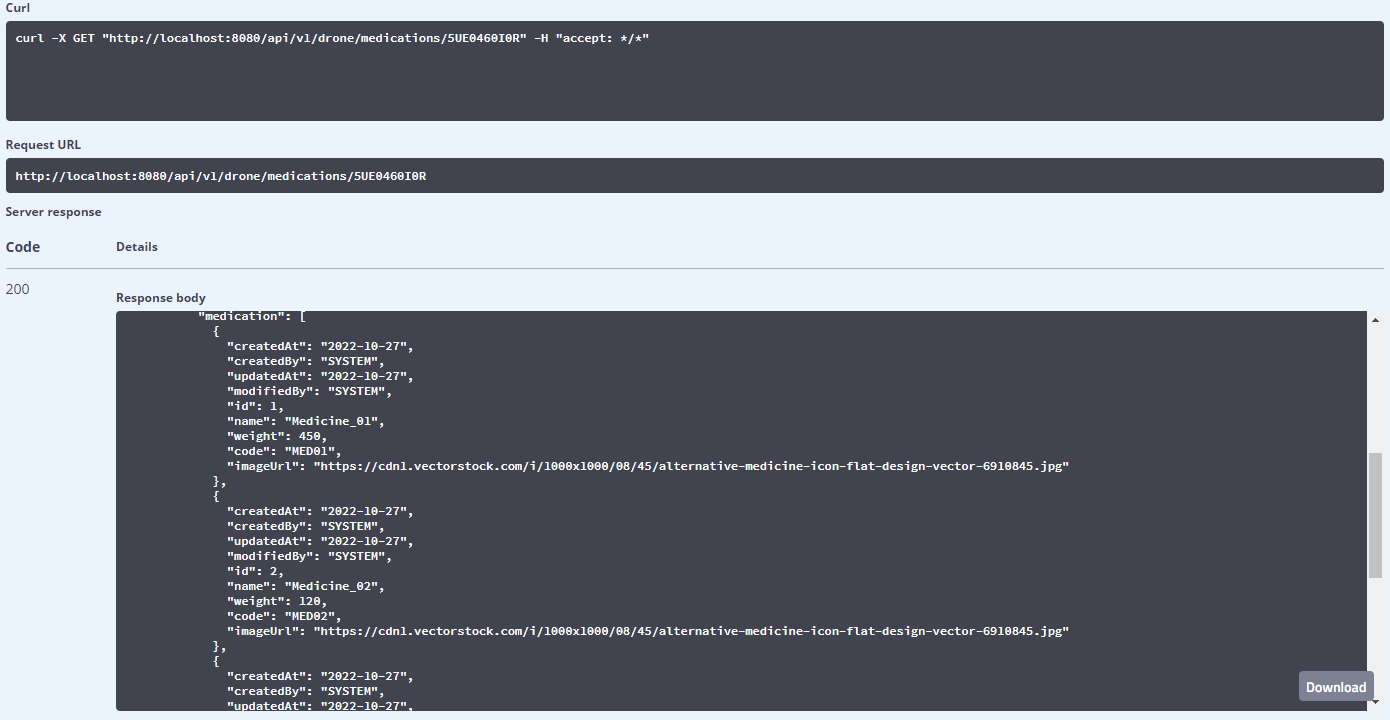 Curl
curl -X GET "http://localhost:8080/api/v1/drone/medications/5UE0460I0R" -H "accept: */*"
Request URL
http://localhost:8080/api/v1/drone/medications/5UE0460I0R
Server response
Code Details
200
Response body
"medication": [
{
"createdAt": "2022-10-27",
"createdBy": "SYSTEM",
"updatedAt": "2022-10-27",
"modifiedBy": "SYSTEM",
"id": 1,
"name": "Medicine_01",
"weight": 450,
"code": "MED01",
"imageUrl": "https://cdn1.vectorstock.com/i/1000x1000/08/45/alternative-medicine-icon-flat-design-vector-6910845.jpg"
},
{
"createdAt": "2022-10-27",
"createdBy": "SYSTEM",
"updatedAt": "2022-10-27",
"modifiedBy": "SYSTEM",
"id": 2,
"name": "Medicine_02",
"weight": 120,
"code": "MED02",
"imageUrl": "https://cdn1.vectorstock.com/i/1000x1000/08/45/alternative-medicine-icon-flat-design-vector-6910845.jpg"
},
{
"createdAt": "2022-10-27",
"createdBy": "SYSTEM",
"updatedAt": "2022-10-27",
Download